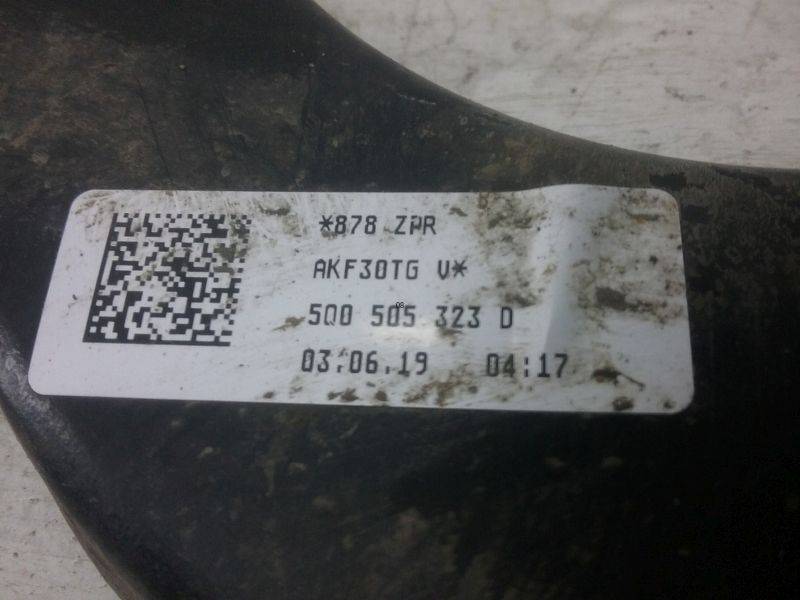 *878 ZPR
AKF30TG V*
5Q0 505 323 D
03.06.19 04:17